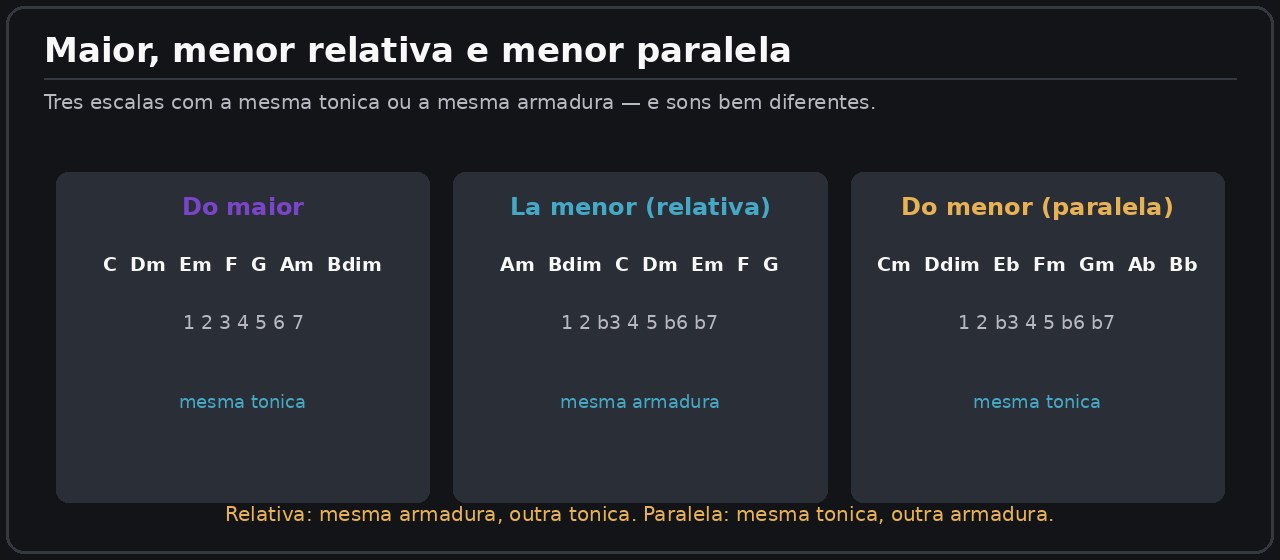 Maior, menor relativa e menor paralela
Tres escalas com a mesma tonica ou a mesma armadura — e sons bem diferentes.
Do maior
C Dm Em F G Am Bdim
1 2 3 4 5 6 7
mesma tonica
La menor (relativa)
Am Bdim C Dm Em F G
1 2 b3 4 5 b6 b7
mesma armadura
Do menor (paralela)
Cm Ddim Eb Fm Gm Ab Bb
1 2 b3 4 5 b6 b7
mesma tonica
Relativa: mesma armadura, outra tonica. Paralela: mesma tonica, outra armadura.